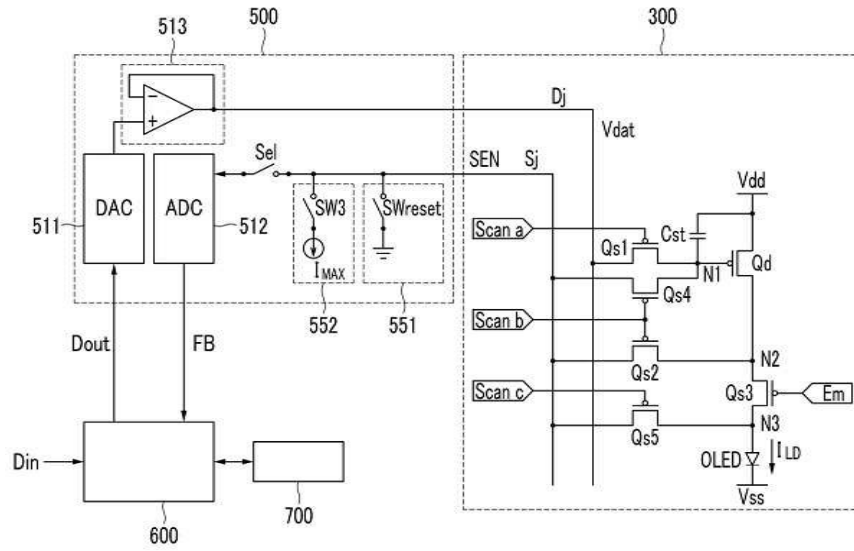 513
500
300
Dj
Vdat
Sel
SEN
Sj
Vdd
511
DAC
ADC
512
SW3
SWreset
Scan a
Cst
Qs1
N1
Qd
I MAX
Qs4
552
551
Scan b
Dout
FB
Qs2
N2
Scan c
Qs3
Em
Qs5
N3
Din
OLED
I LD
Vss
600
700